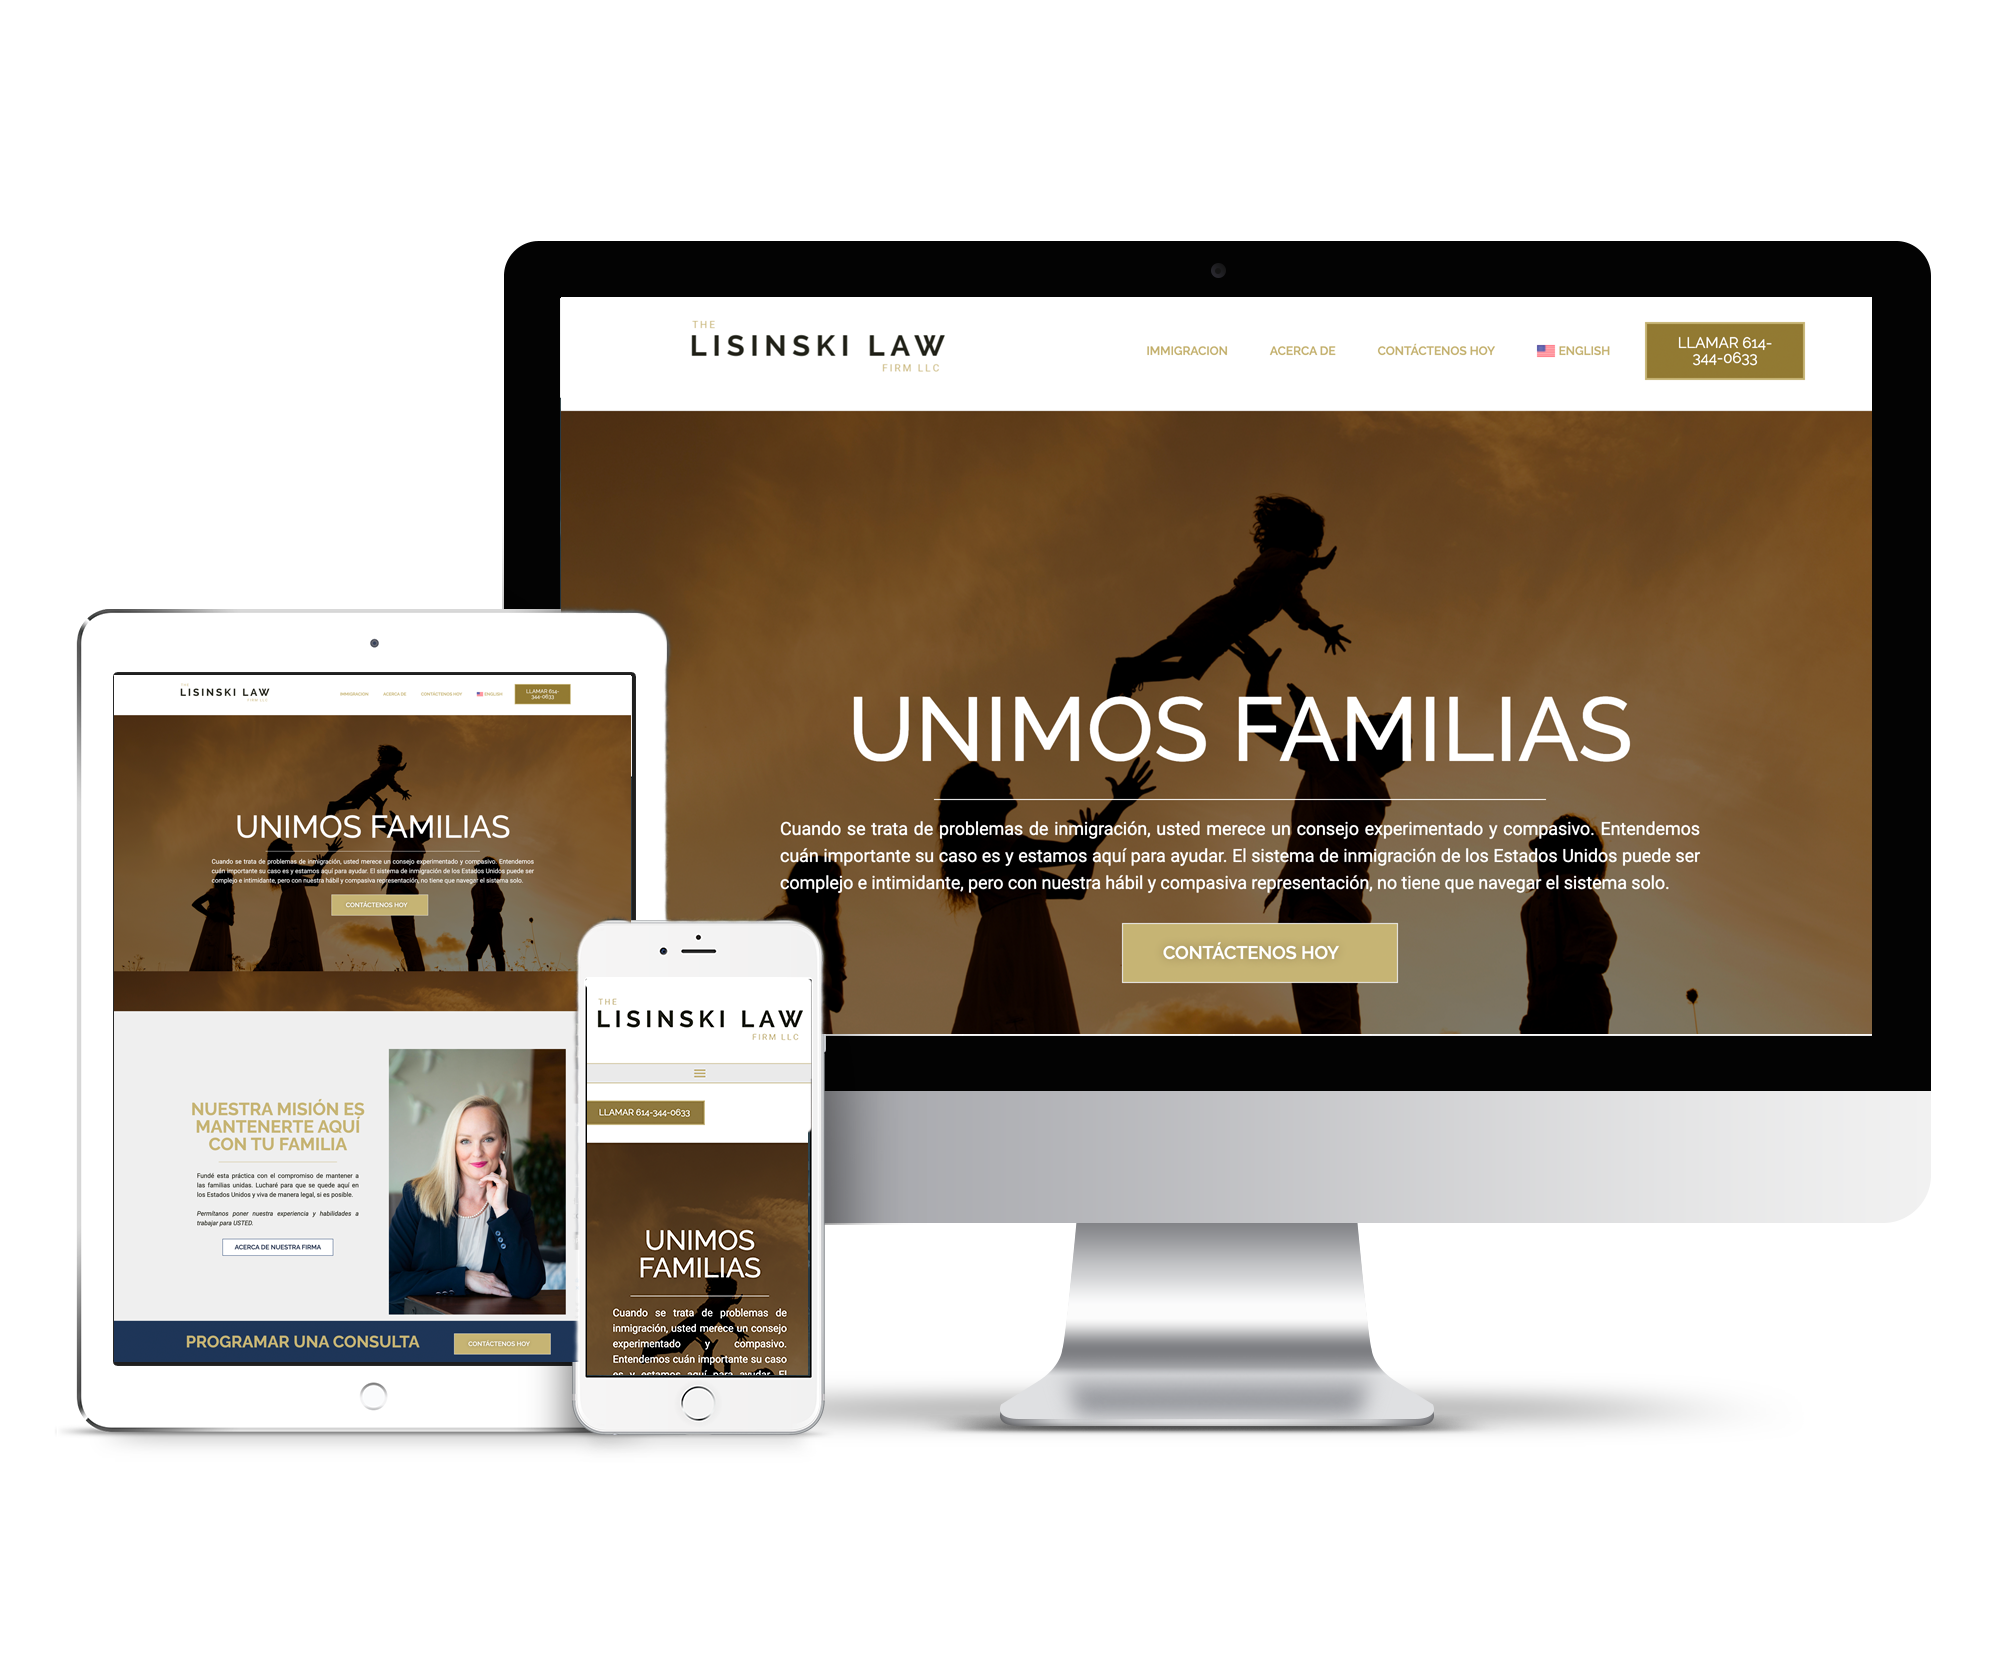 THE
LISINSKI LAW
FIRM LLC
IMMIGRACION
ACERCA DE
CONTÁCTENOS HOY
ENGLISH
LLAMAR 614-
344-0633
UNIMOS FAMILIAS
Cuando se trata de problemas de inmigración, usted merece un consejo experimentado y compasivo. Entendemos
cuán importante su caso es y estamos aquí para ayudar. El sistema de inmigración de los Estados Unidos puede ser
complejo e intimidante, pero con nuestra hábil y compasiva representación, no tiene que navegar el sistema solo.
CONTÁCTENOS HOY
THE
LISINSKI LAW
FIRM LLC
IMMIGRACION
ACERCA DE
CONTÁCTENOS HOY
ENGLISH
LLAMAR 614-
344-0633
UNIMOS FAMILIAS
Cuando se trata de problemas de inmigración, usted merece un consejo experimentado y compasivo. Entendemos
cuán importante su caso es y estamos aquí para ayudar. El sistema de inmigración de los Estados Unidos puede ser
complejo e intimidante, pero con nuestra hábil y compasiva representación, no tiene que navegar el sistema solo.
CONTÁCTENOS HOY
NUESTRA MISIÓN ES
MANTENERTE AQUÍ
CON TU FAMILIA
Fundé esta práctica con el compromiso de mantener a
las familias unidas. Lucharé para que se quede aquí en
los Estados Unidos y viva de manera legal, si es posible.
Permítanos poner nuestra experiencia y habilidades a
trabajar para USTED.
ACERCA DE NUESTRA FIRMA
PROGRAMAR UNA CONSULTA
CONTÁCTENOS HOY
THE
LISINSKI LAW
FIRM LLC
LLAMAR 614-344-0633
UNIMOS
FAMILIAS
Cuando se trata de problemas de
inmigración, usted merece un consejo
experimentado y compasivo.
Entendemos cuán importante su caso
es y estamos aquí para ayudar. El